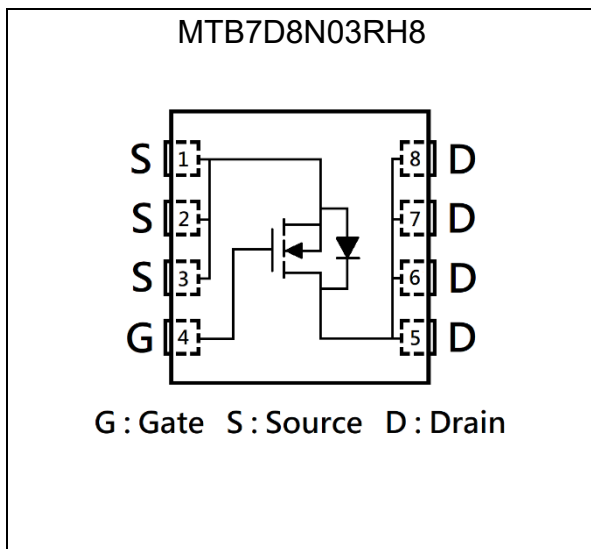 MTB7D8N03RH8
S 1 8 D
S 2 7 D
S 3 6 D
G 4 5 D
G : Gate S : Source D : Drain